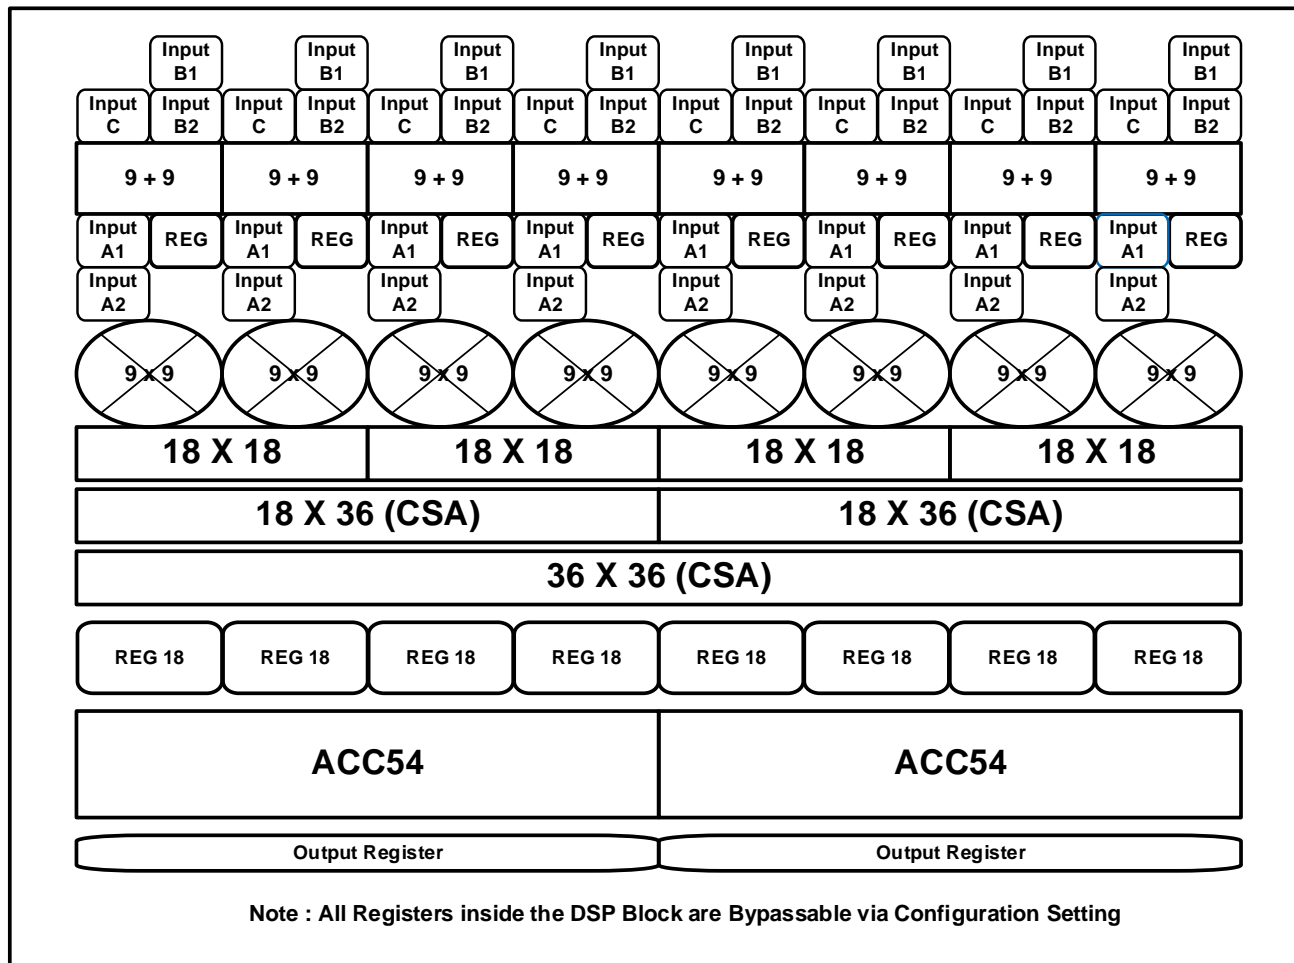 Input B1 Input B1 Input B1 Input B1 Input B1 Input B1 Input B1 Input B1
Input C Input B2 Input C Input B2 Input C Input B2 Input C Input B2 Input C Input B2 Input C Input B2 Input C Input B2 Input C Input B2
9 + 9 9 + 9 9 + 9 9 + 9 9 + 9 9 + 9 9 + 9 9 + 9
Input A1 REG Input A1 REG Input A1 REG Input A1 REG Input A1 REG Input A1 REG Input A1 REG Input A1 REG
Input A2 Input A2 Input A2 Input A2 Input A2 Input A2 Input A2 Input A2
9 x 9 9 x 9 9 x 9 9 x 9 9 x 9 9 x 9 9 x 9 9 x 9
18 X 18 18 X 18 18 X 18 18 X 18
18 X 36 (CSA) 18 X 36 (CSA)
36 X 36 (CSA)
REG 18 REG 18 REG 18 REG 18 REG 18 REG 18 REG 18 REG 18
ACC54 ACC54
Output Register Output Register
Note : All Registers inside the DSP Block are Bypassable via Configuration Setting